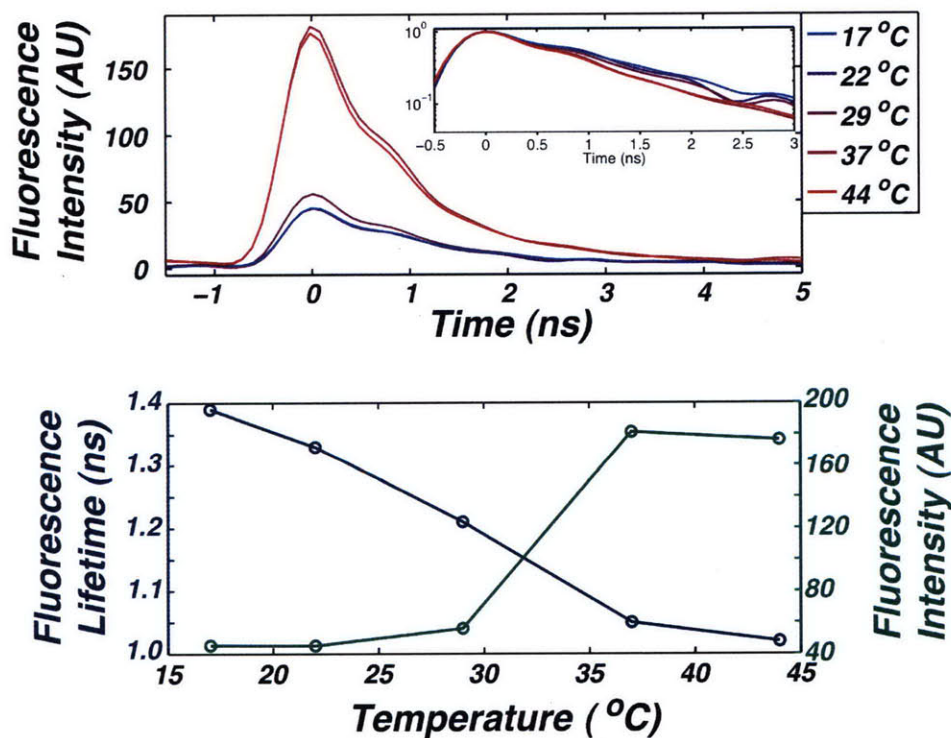 Fluorescence
Intensity (AU)
150
100
50
0
−1
0
1
2
3
4
5
Time (ns)
10^0
10^-1
−0.5
0
0.5
1
1.5
2
2.5
3
Time (ns)
17 °C
22 °C
29 °C
37 °C
44 °C
Fluorescence
Lifetime (ns)
1.4
1.3
1.2
1.1
1.0
15
20
25
30
35
40
45
Temperature (°C)
200
160
120
80
40
Fluorescence
Intensity (AU)